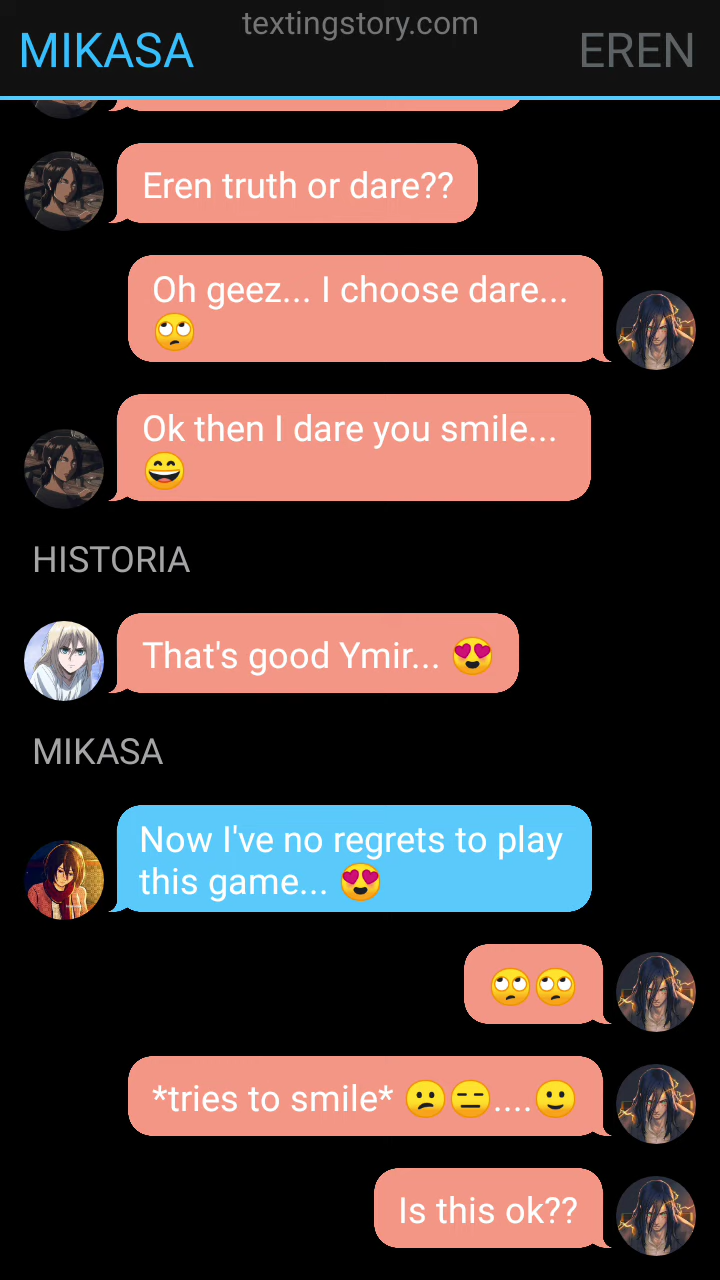 textingstory.com
MIKASA
EREN
Eren truth or dare??
Oh geez... I choose dare...
🙄
Ok then I dare you smile...
😄
HISTORIA
That's good Ymir... 😍
MIKASA
Now I've no regrets to play
this game... 😍
🙄🙄
*tries to smile* 😕😑....🙂
Is this ok??